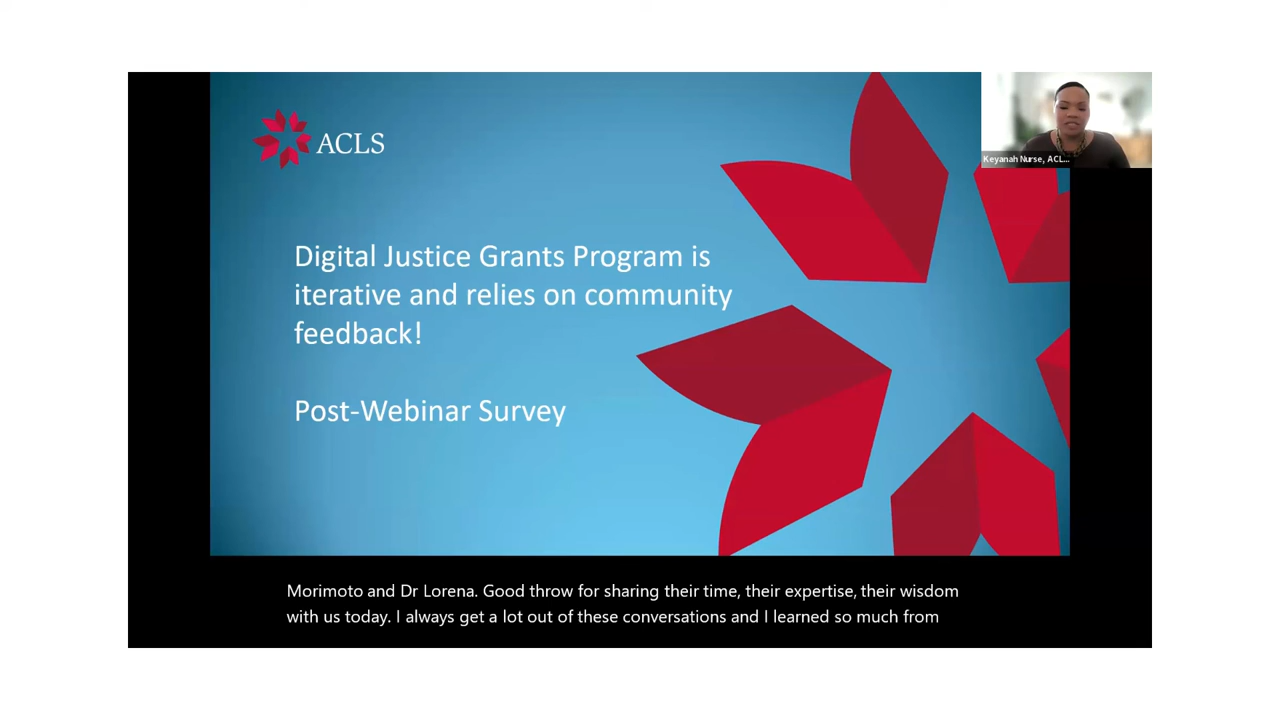 ACLS
Keyanah Nurse, ACL...
Digital Justice Grants Program is
iterative and relies on community
feedback!
Post-Webinar Survey
Morimoto and Dr Lorena. Good throw for sharing their time, their expertise, their wisdom
with us today. I always get a lot out of these conversations and I learned so much from